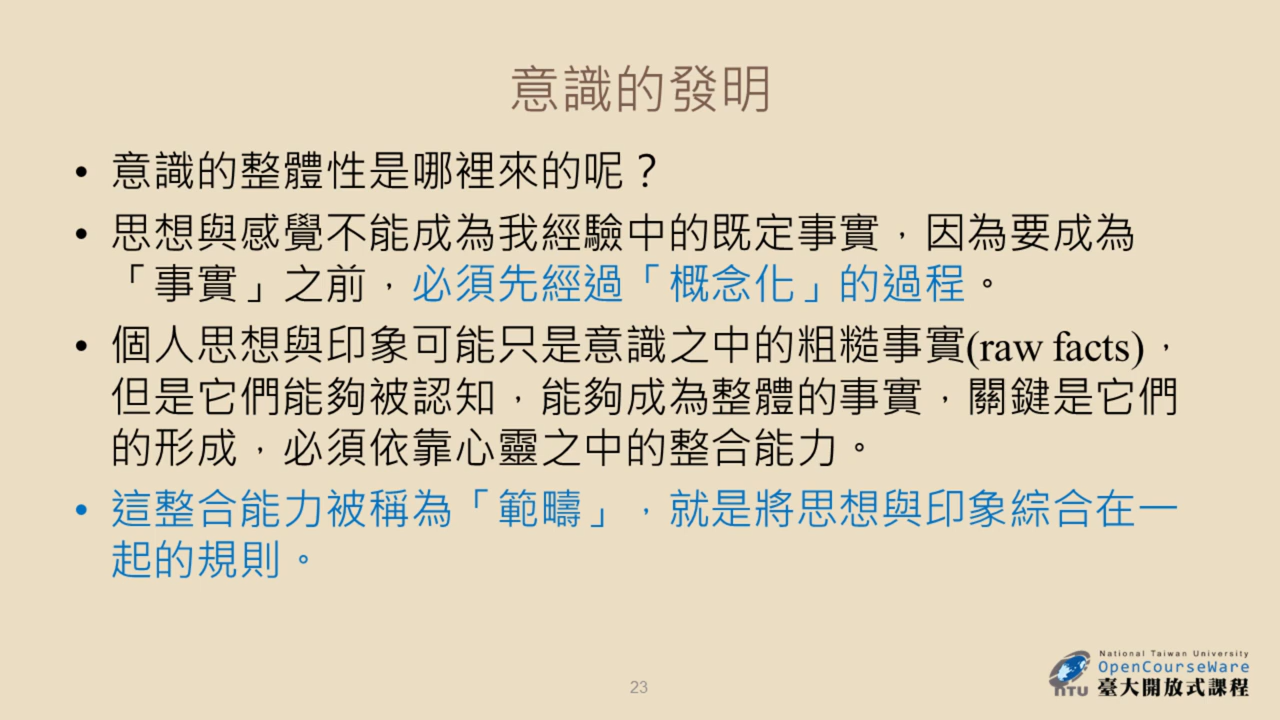 意識的發明
• 意識的整體性是哪裡來的呢？
• 思想與感覺不能成為我經驗中的既定事實，因為要成為
「事實」之前，必須先經過「概念化」的過程。
• 個人思想與印象可能只是意識之中的粗糙事實(raw facts)，
但是它們能夠被認知，能夠成為整體的事實，關鍵是它們
的形成，必須依靠心靈之中的整合能力。
• 這整合能力被稱為「範疇」，就是將思想與印象綜合在一
起的規則。
23
National Taiwan University
OpenCourseWare
臺大開放式課程
NTU